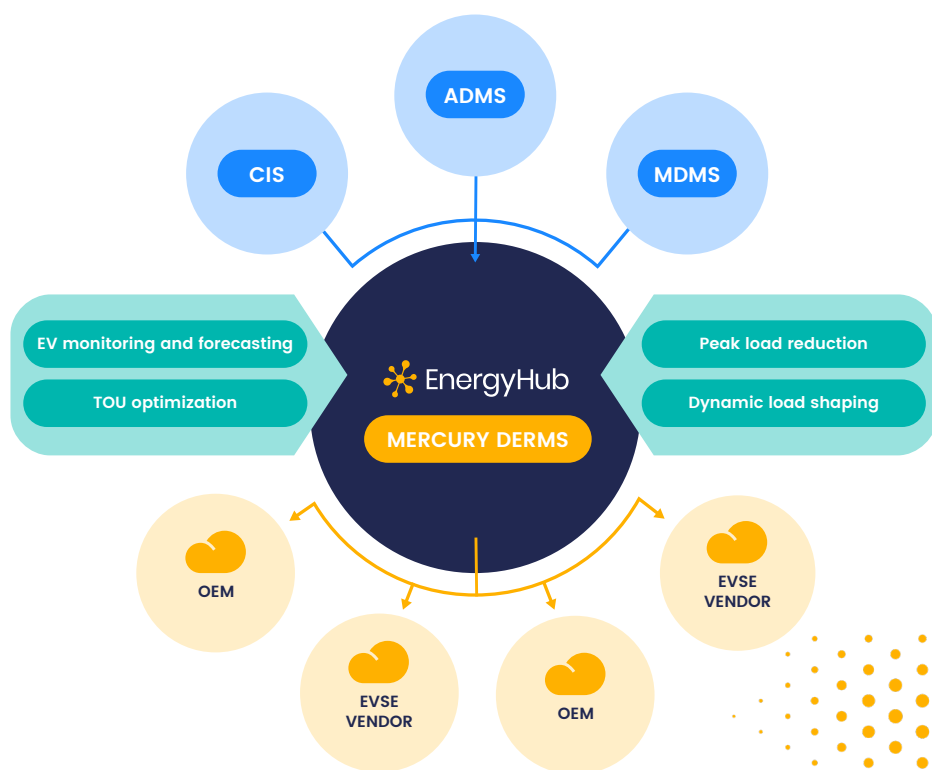 ADMS
CIS
MDMS
EV monitoring and forecasting
TOU optimization
EnergyHub
MERCURY DERMS
Peak load reduction
Dynamic load shaping
OEM
EVSE
VENDOR
OEM
EVSE
VENDOR